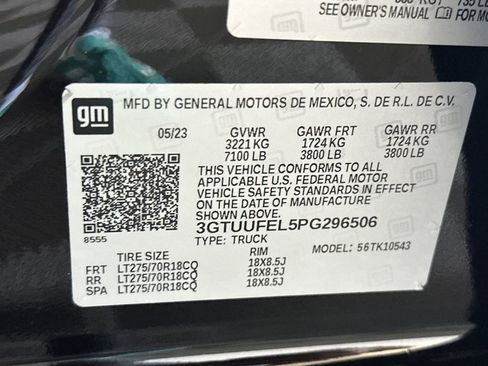 SEE OWNER'S MANUAL FOR MO
gm
MFD BY GENERAL MOTORS DE MEXICO, S. DE R.L. DE C.V.
05/23 GVWR GAWR FRT GAWR RR
3221 KG 1724 KG 1724 KG
7100 LB 3800 LB 3800 LB
THIS VEHICLE CONFORMS TO ALL
APPLICABLE U.S. FEDERAL MOTOR
VEHICLE SAFETY STANDARDS IN EFFECT
ON THE DATE OF MANUFACTURE
SHOWN ABOVE.
8555
3GTUUFEL5PG296506
TYPE: TRUCK
TIRE SIZE RIM MODEL: 56TK10543
FRT LT275/70R18CQ 18X8.5J
RR LT275/70R18CQ 18X8.5J
SPA LT275/70R18CQ 18X8.5J